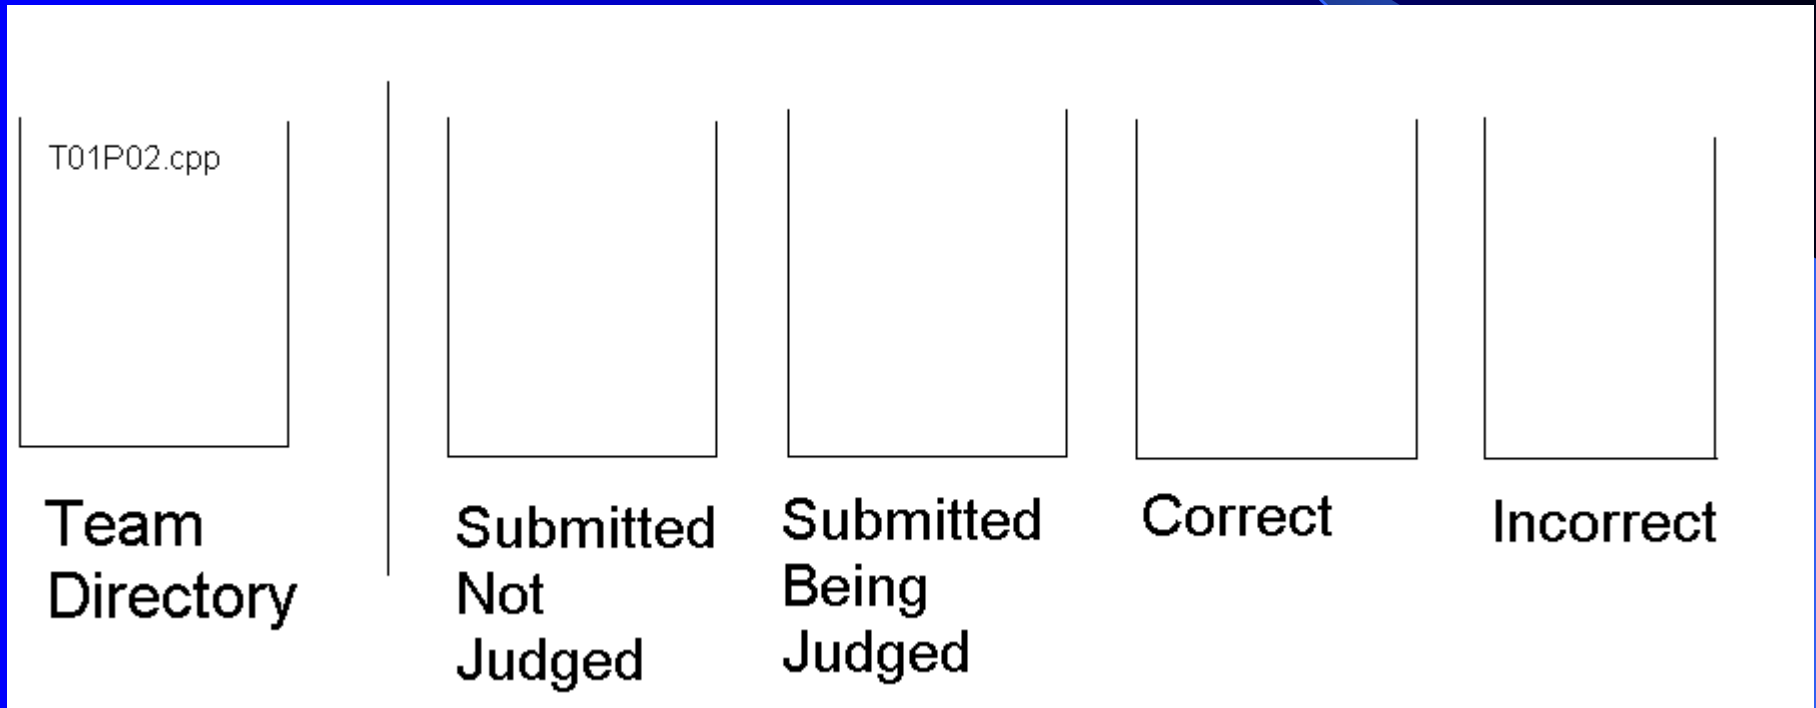 T01P02.cpp
Team
Directory
Submitted
Not
Judged
Submitted
Being
Judged
Correct
Incorrect